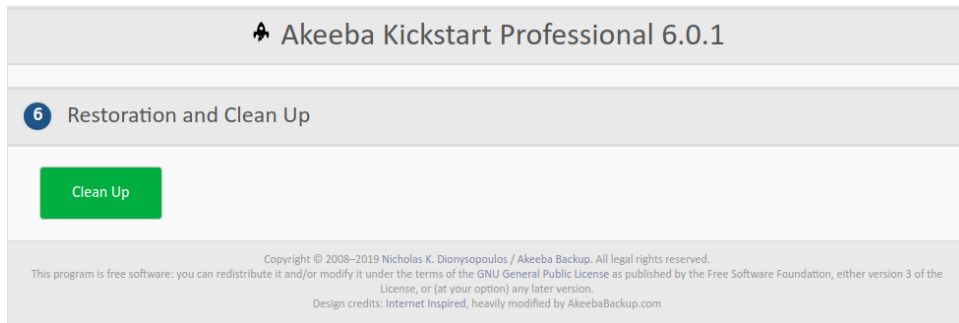 Akeeba Kickstart Professional 6.0.1
6 Restoration and Clean Up
Clean Up
Copyright © 2008–2019 Nicholas K. Dionysopoulos / Akeeba Backup. All legal rights reserved.
This program is free software: you can redistribute it and/or modify it under the terms of the GNU General Public License as published by the Free Software Foundation, either version 3 of the
License, or (at your option) any later version.
Design credits: Internet Inspired, heavily modified by AkeebaBackup.com